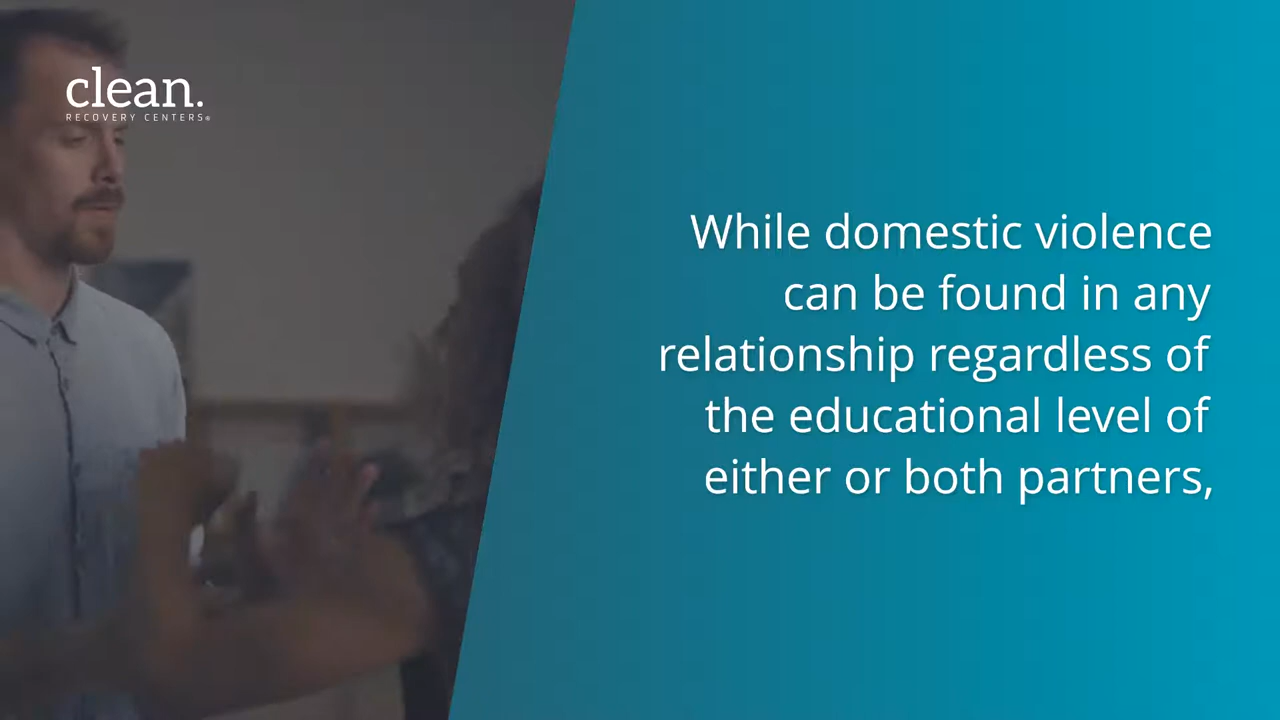 clean.
RECOVERY CENTERS®
While domestic violence
can be found in any
relationship regardless of
the educational level of
either or both partners,